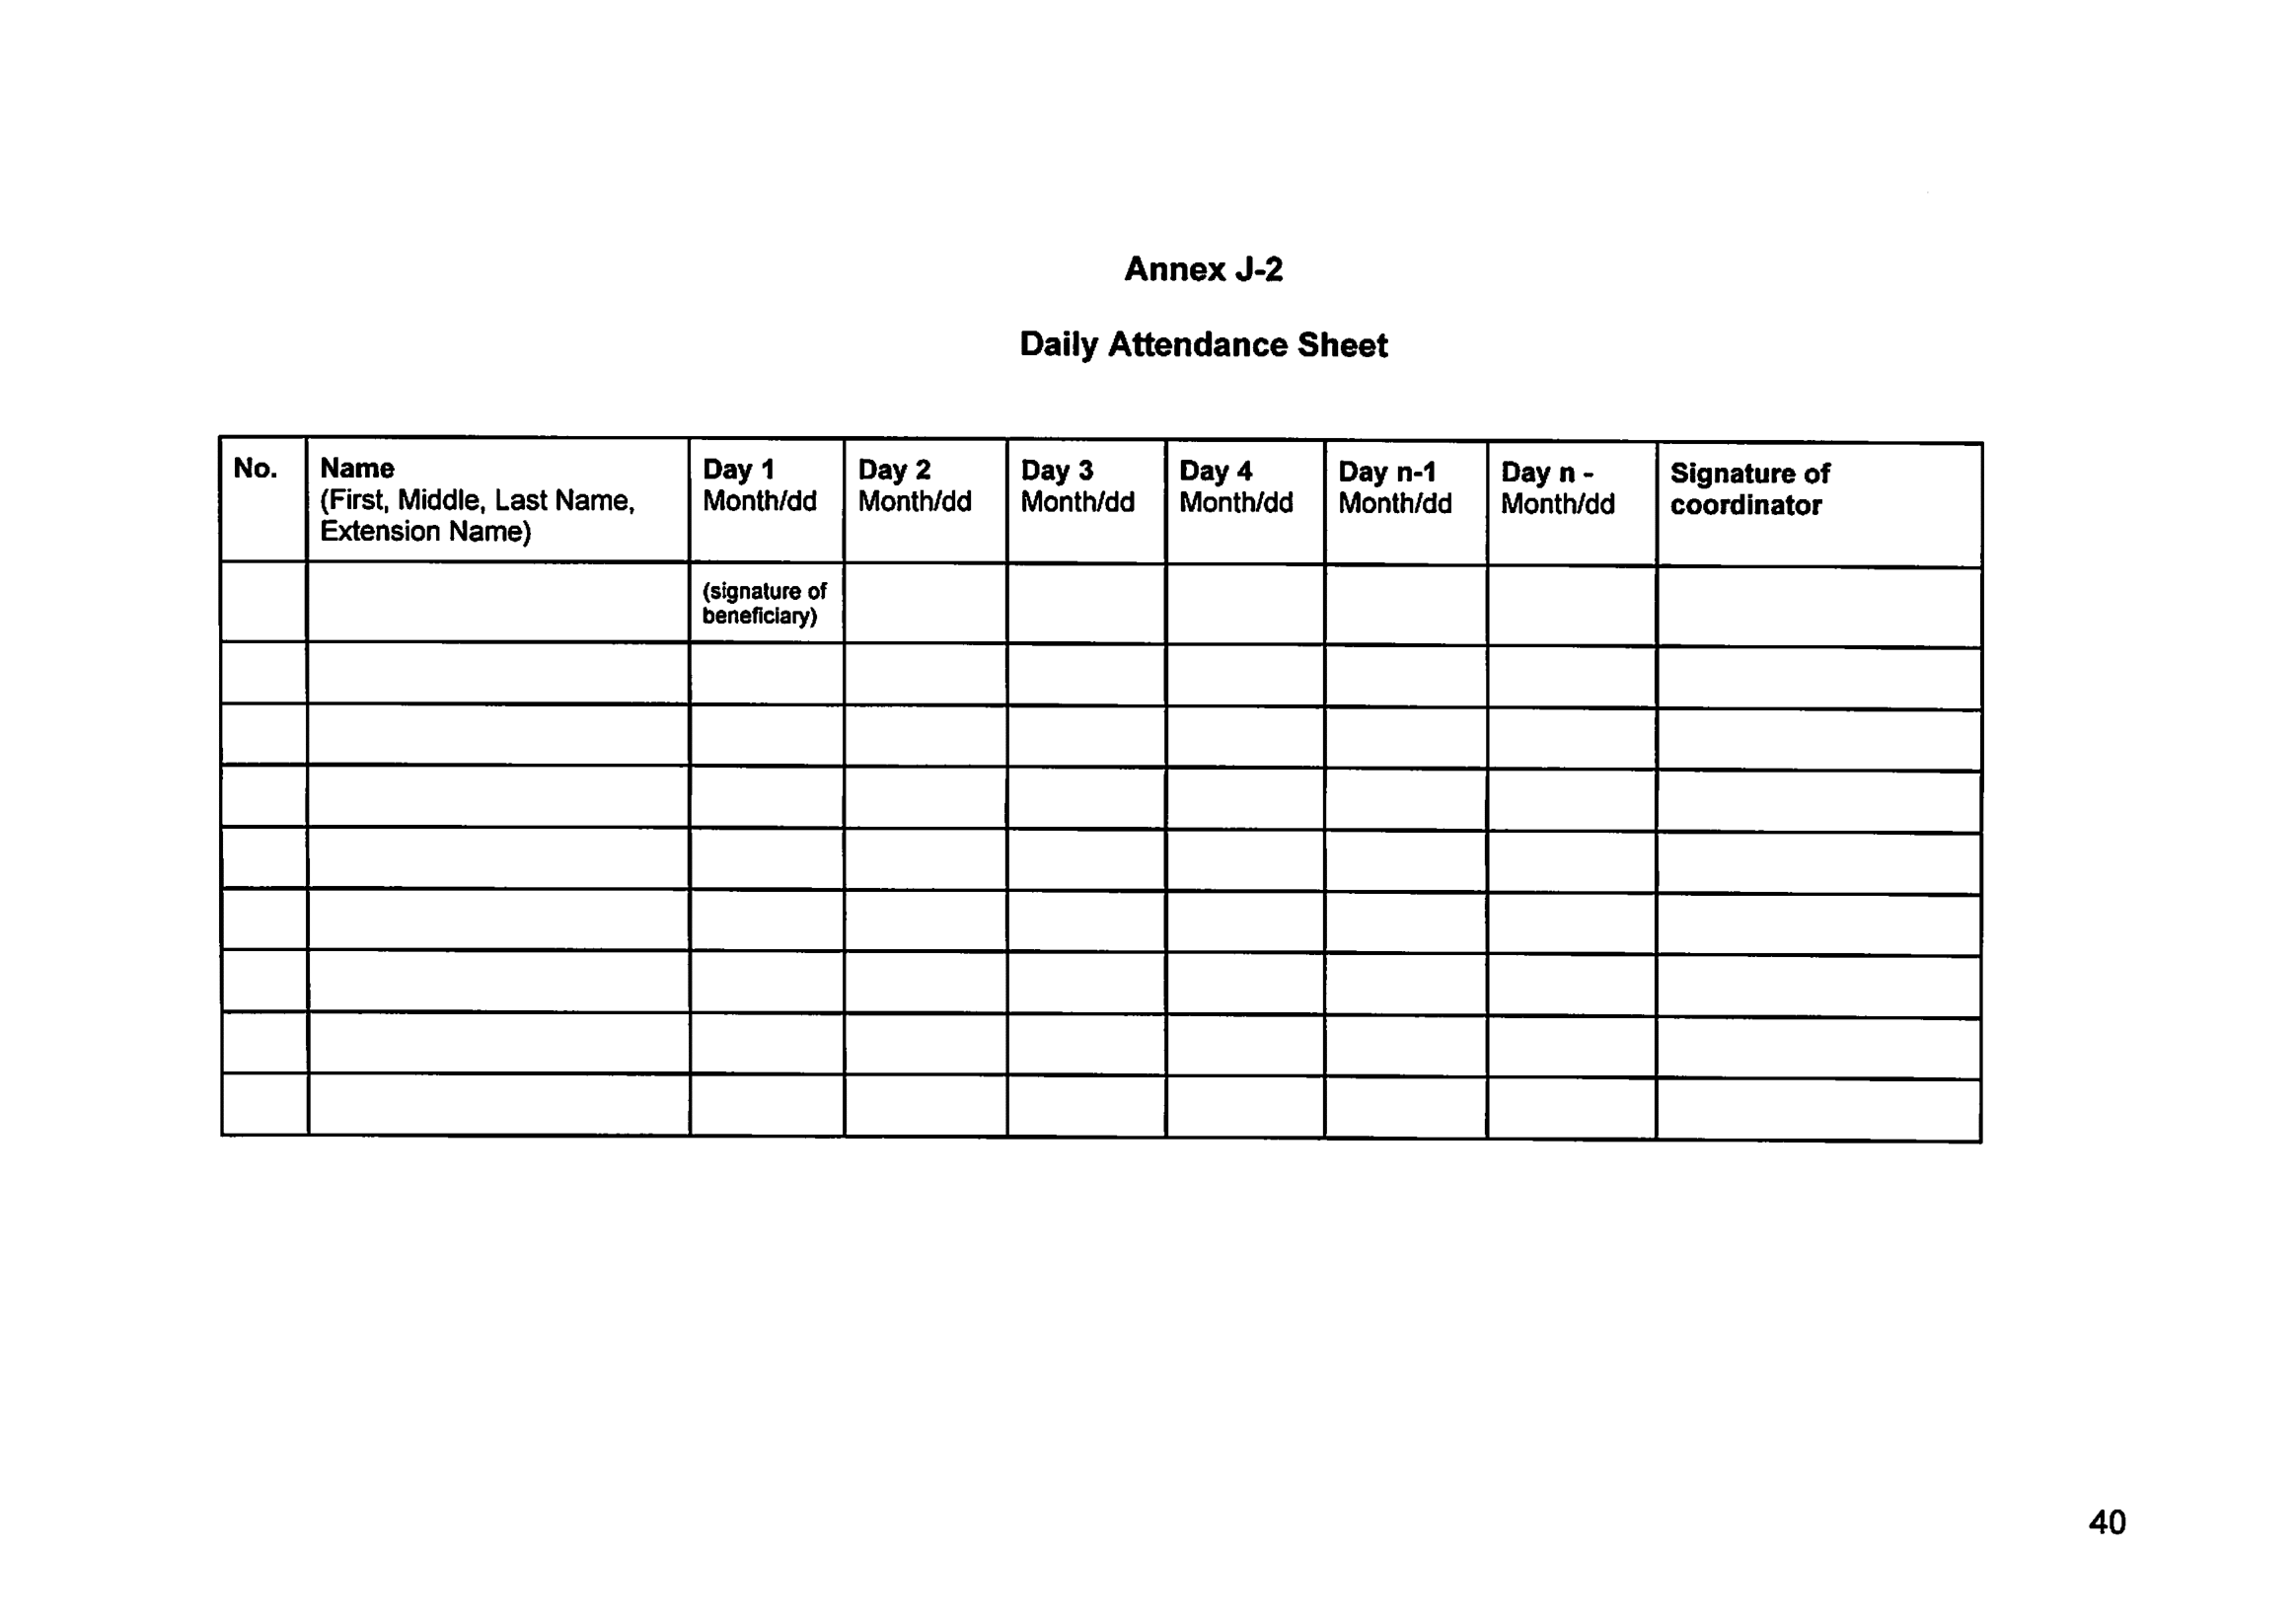 Annex J-2
Daily Attendance Sheet
No.
Name
(First, Middle, Last Name,
Extension Name)
Day 1
Month/dd
Day 2
Month/dd
Day 3
Month/dd
Day 4
Month/dd
Day n-1
Month/dd
Day n -
Month/dd
Signature of
coordinator
(signature of
beneficiary)
40